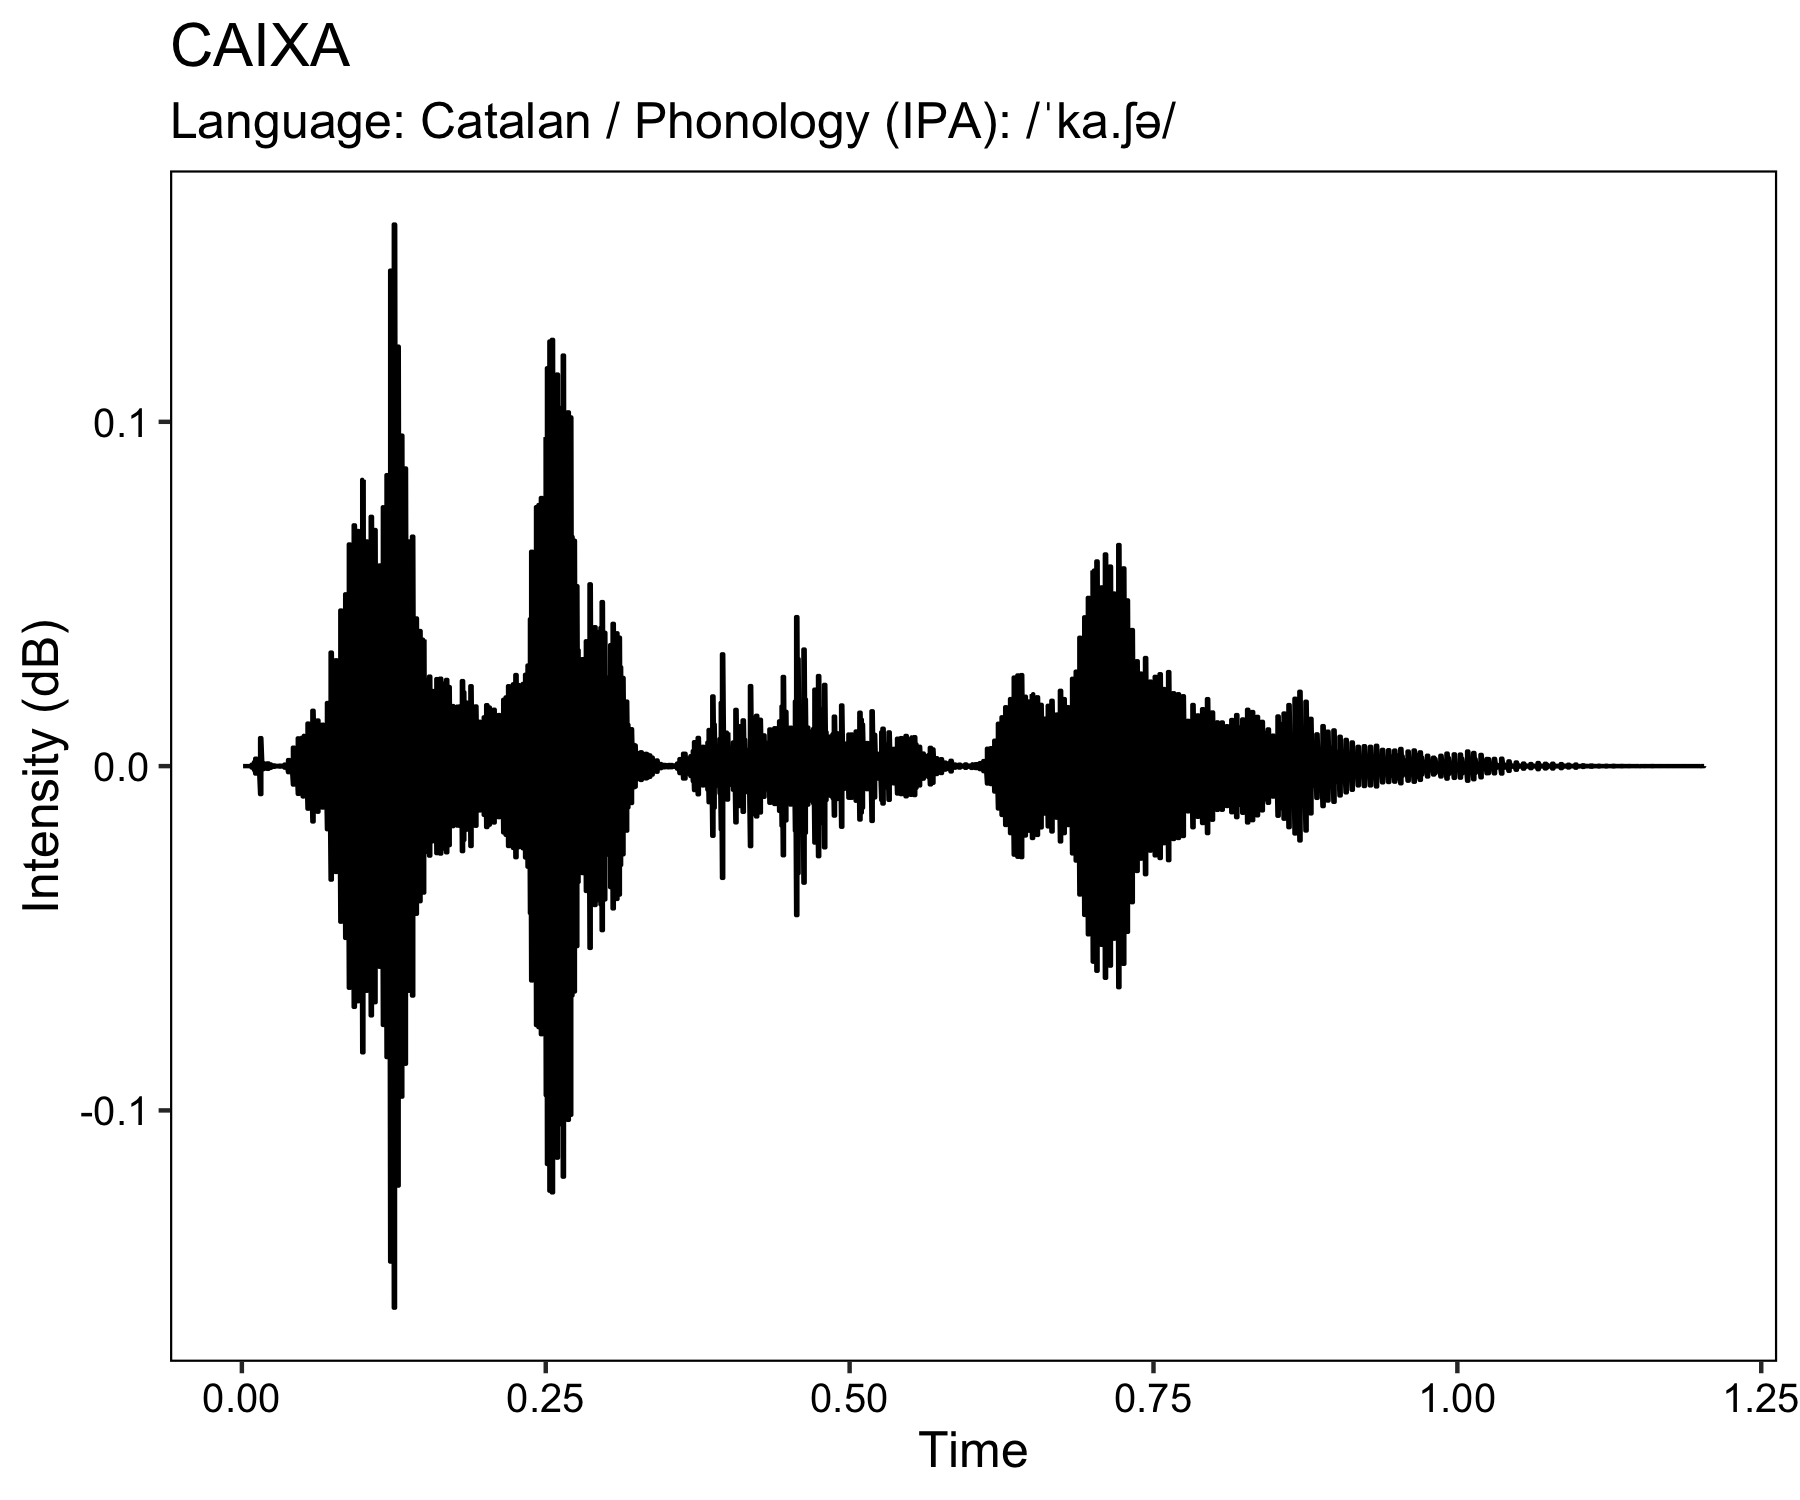 CAIXA
Language: Catalan / Phonology (IPA): /ˈka.ʃə/
Intensity (dB)
0.1
0.0
-0.1
0.00 0.25 0.50 0.75 1.00 1.25
Time